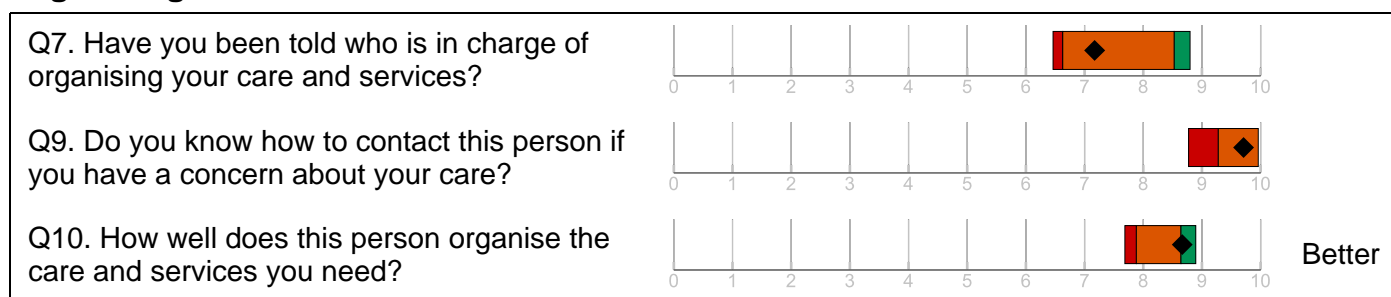 Q7. Have you been told who is in charge of
organising your care and services?
0 1 2 3 4 5 6 7 8 9 10
Q9. Do you know how to contact this person if
you have a concern about your care?
0 1 2 3 4 5 6 7 8 9 10
Q10. How well does this person organise the
care and services you need?
0 1 2 3 4 5 6 7 8 9 10
Better